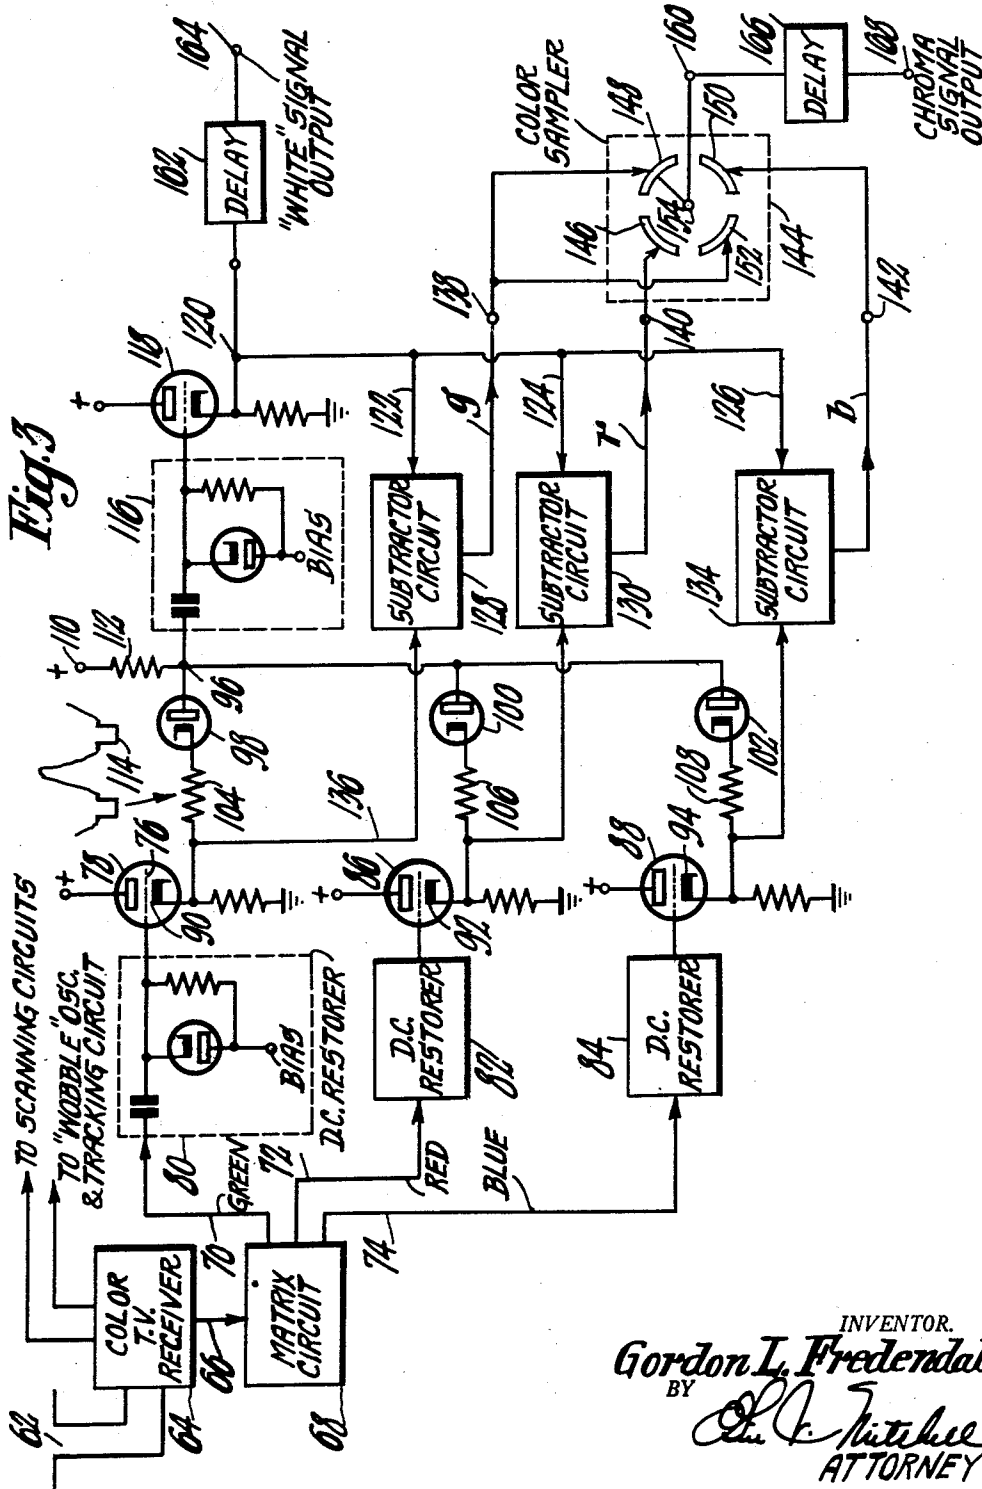 Fig. 3
62
COLOR
T.V.
RECEIVER
64
TO SCANNING CIRCUITS
TO "WOBBLE" OSC.
& TRACKING CIRCUIT
66
MATRIX
CIRCUIT
68
70
GREEN
72
RED
74
BLUE
80
BIAS
D.C. RESTORER
D.C.
RESTORER
82
84
D.C.
RESTORER
+
78
76
90
+
86
92
+
88
94
114
104
98
96
+
110
112
136
106
100
108
102
116
BIAS
+
118
120
SUBTRACTOR
CIRCUIT
128
122
g
SUBTRACTOR
CIRCUIT
130
124
r
134
SUBTRACTOR
CIRCUIT
126
b
138
140
142
162
DELAY
164
"WHITE" SIGNAL
OUTPUT
COLOR
SAMPLER
146
148
154
152
150
144
160
166
DELAY
168
CHROMA
SIGNAL
OUTPUT
INVENTOR.
Gordon L. Fredendal
BY
Mitchell
ATTORNEY